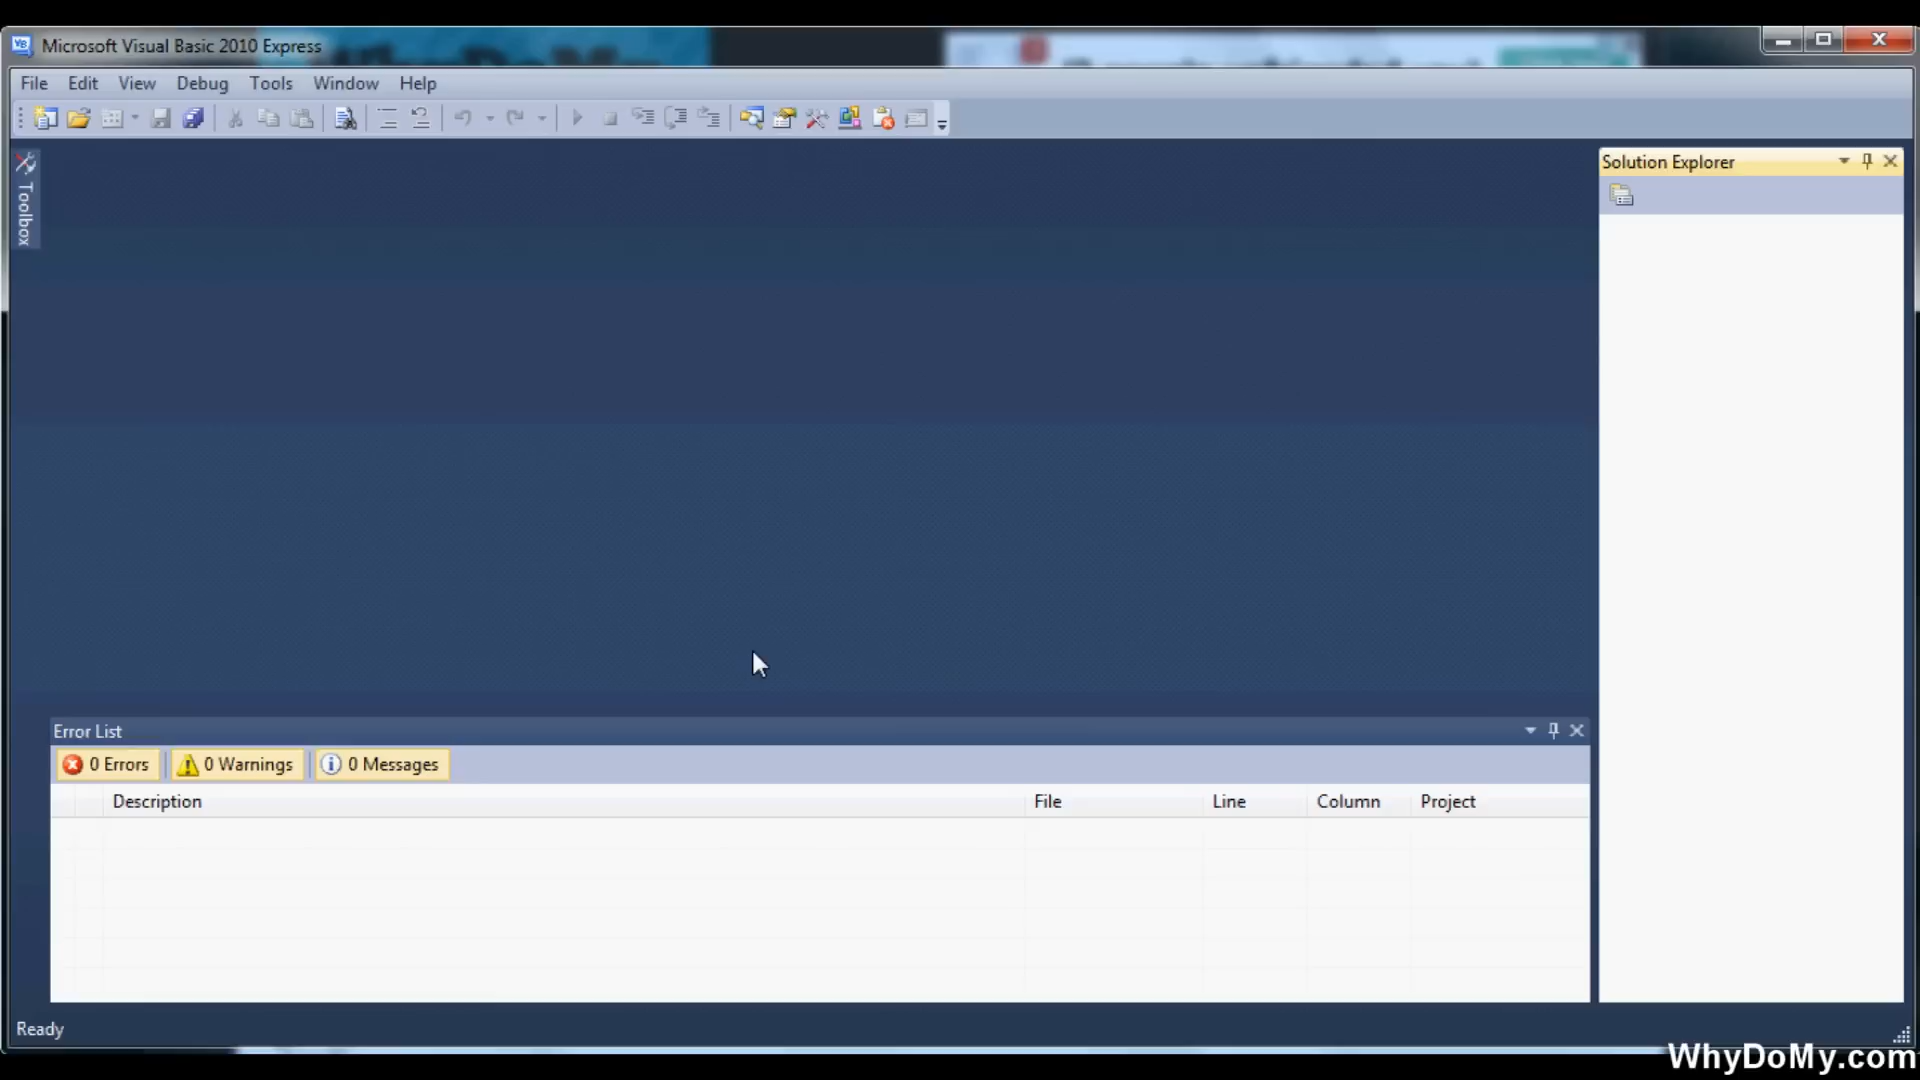 Microsoft Visual Basic 2010 Express
File Edit View Debug Tools Window Help
Toolbox
Solution Explorer
Error List
0 Errors 0 Warnings 0 Messages
Description File Line Column Project
Ready
WhyDoMy.com